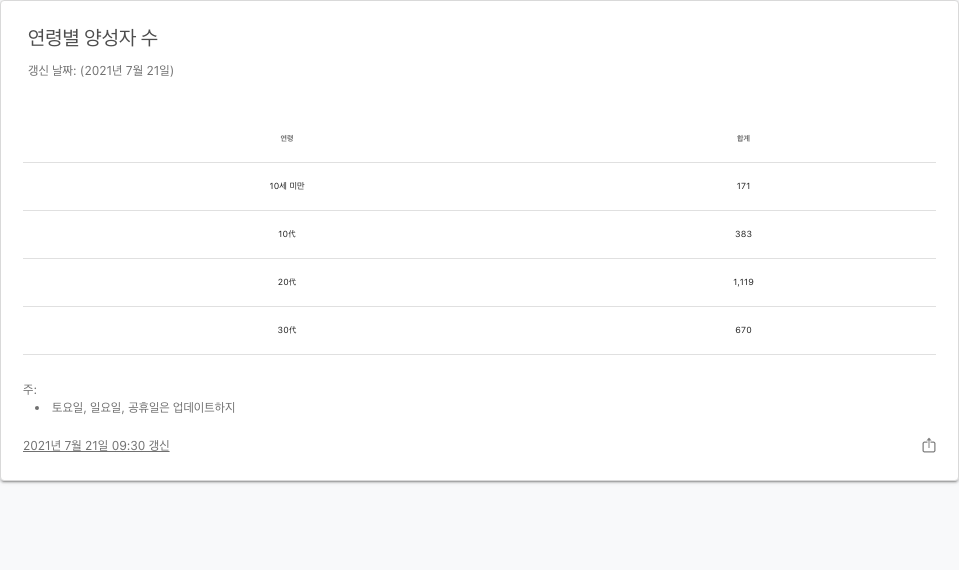 연령별 양성자 수
갱신 날짜: (2021년 7월 21일)
연령 합계
10세 미만 171
10代 383
20代 1,119
30代 670
주:
• 토요일, 일요일, 공휴일은 업데이트하지
2021년 7월 21일 09:30 갱신